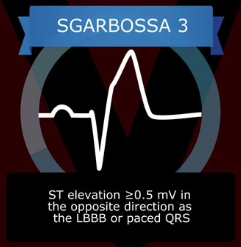 SGARBOSSA 3
ST elevation ≥0.5 mV in
the opposite direction as
the LBBB or paced QRS